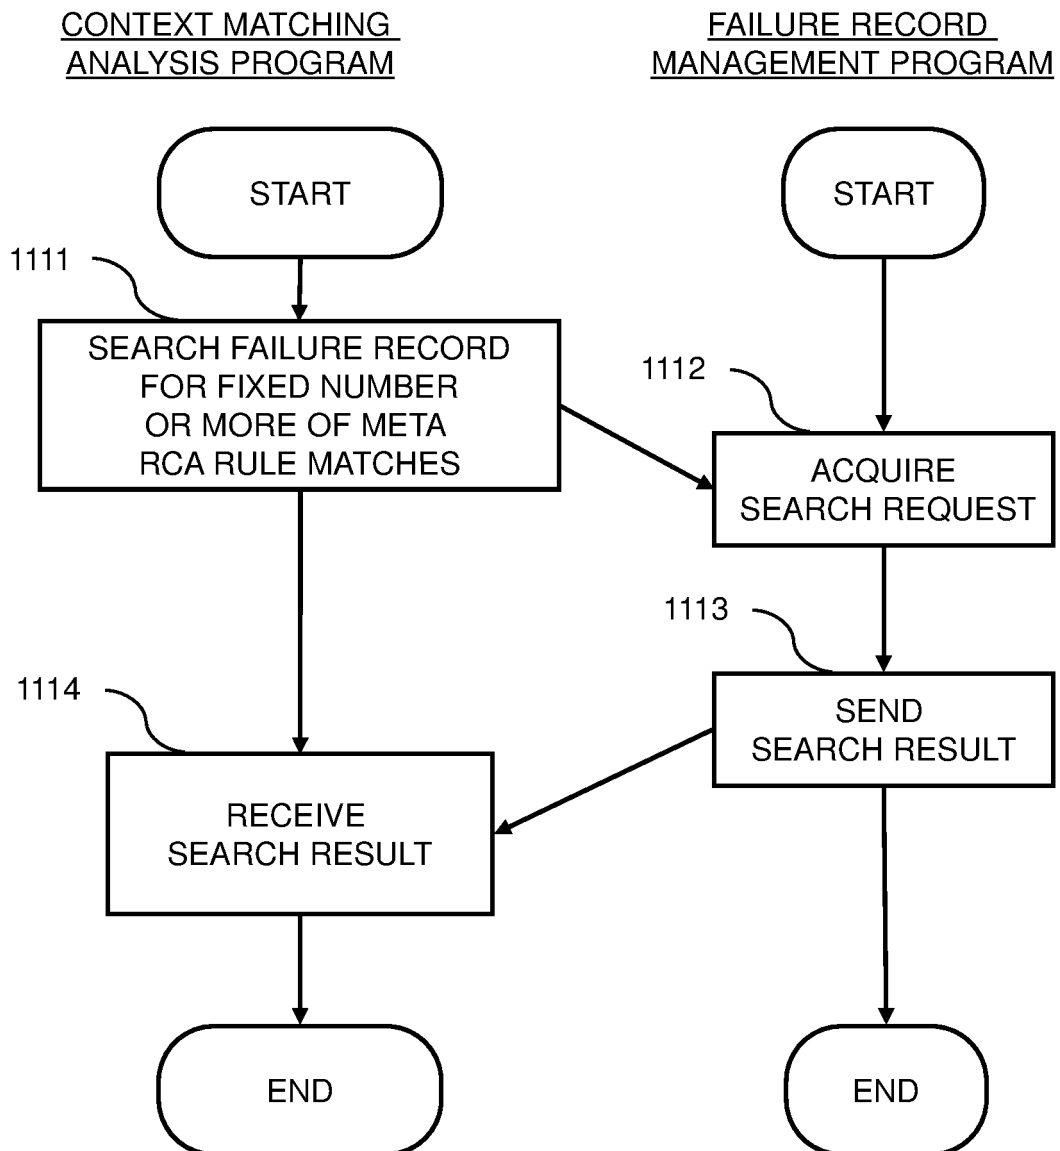 CONTEXT MATCHING
ANALYSIS PROGRAM
FAILURE RECORD
MANAGEMENT PROGRAM
START
START
1111
SEARCH FAILURE RECORD
FOR FIXED NUMBER
OR MORE OF META
RCA RULE MATCHES
1112
ACQUIRE
SEARCH REQUEST
1113
SEND
SEARCH RESULT
1114
RECEIVE
SEARCH RESULT
END
END